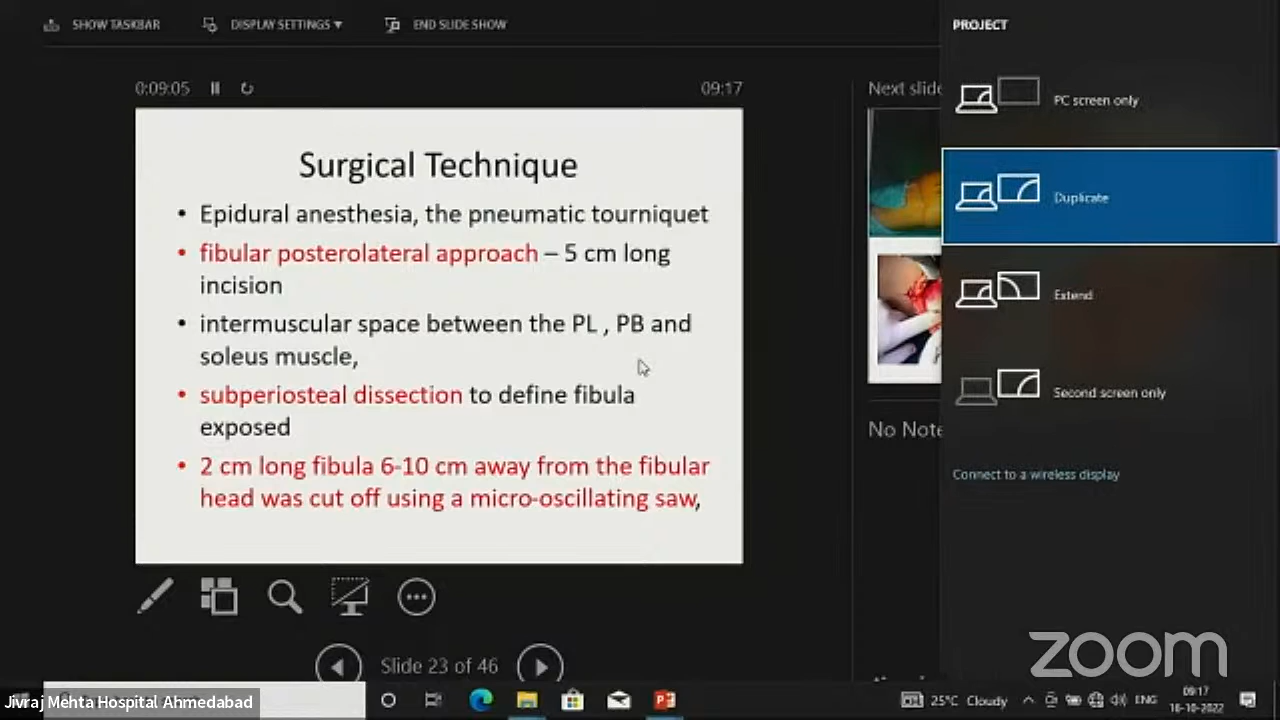 SHOW TASKBAR DISPLAY SETTINGS END SLIDE SHOW
PROJECT
0:09:05 09:17
Next slide
PC screen only
Surgical Technique
• Epidural anesthesia, the pneumatic tourniquet
• fibular posterolateral approach – 5 cm long
incision
• intermuscular space between the PL , PB and
soleus muscle,
• subperiosteal dissection to define fibula
exposed
• 2 cm long fibula 6-10 cm away from the fibular
head was cut off using a micro-oscillating saw,
Duplicate
Extend
Second screen only
No Note
Connect to a wireless display
Slide 23 of 46
zoom
Jivraj Mehta Hospital Ahmedabad
25°C Cloudy
ENG
09:17
18-10-2022